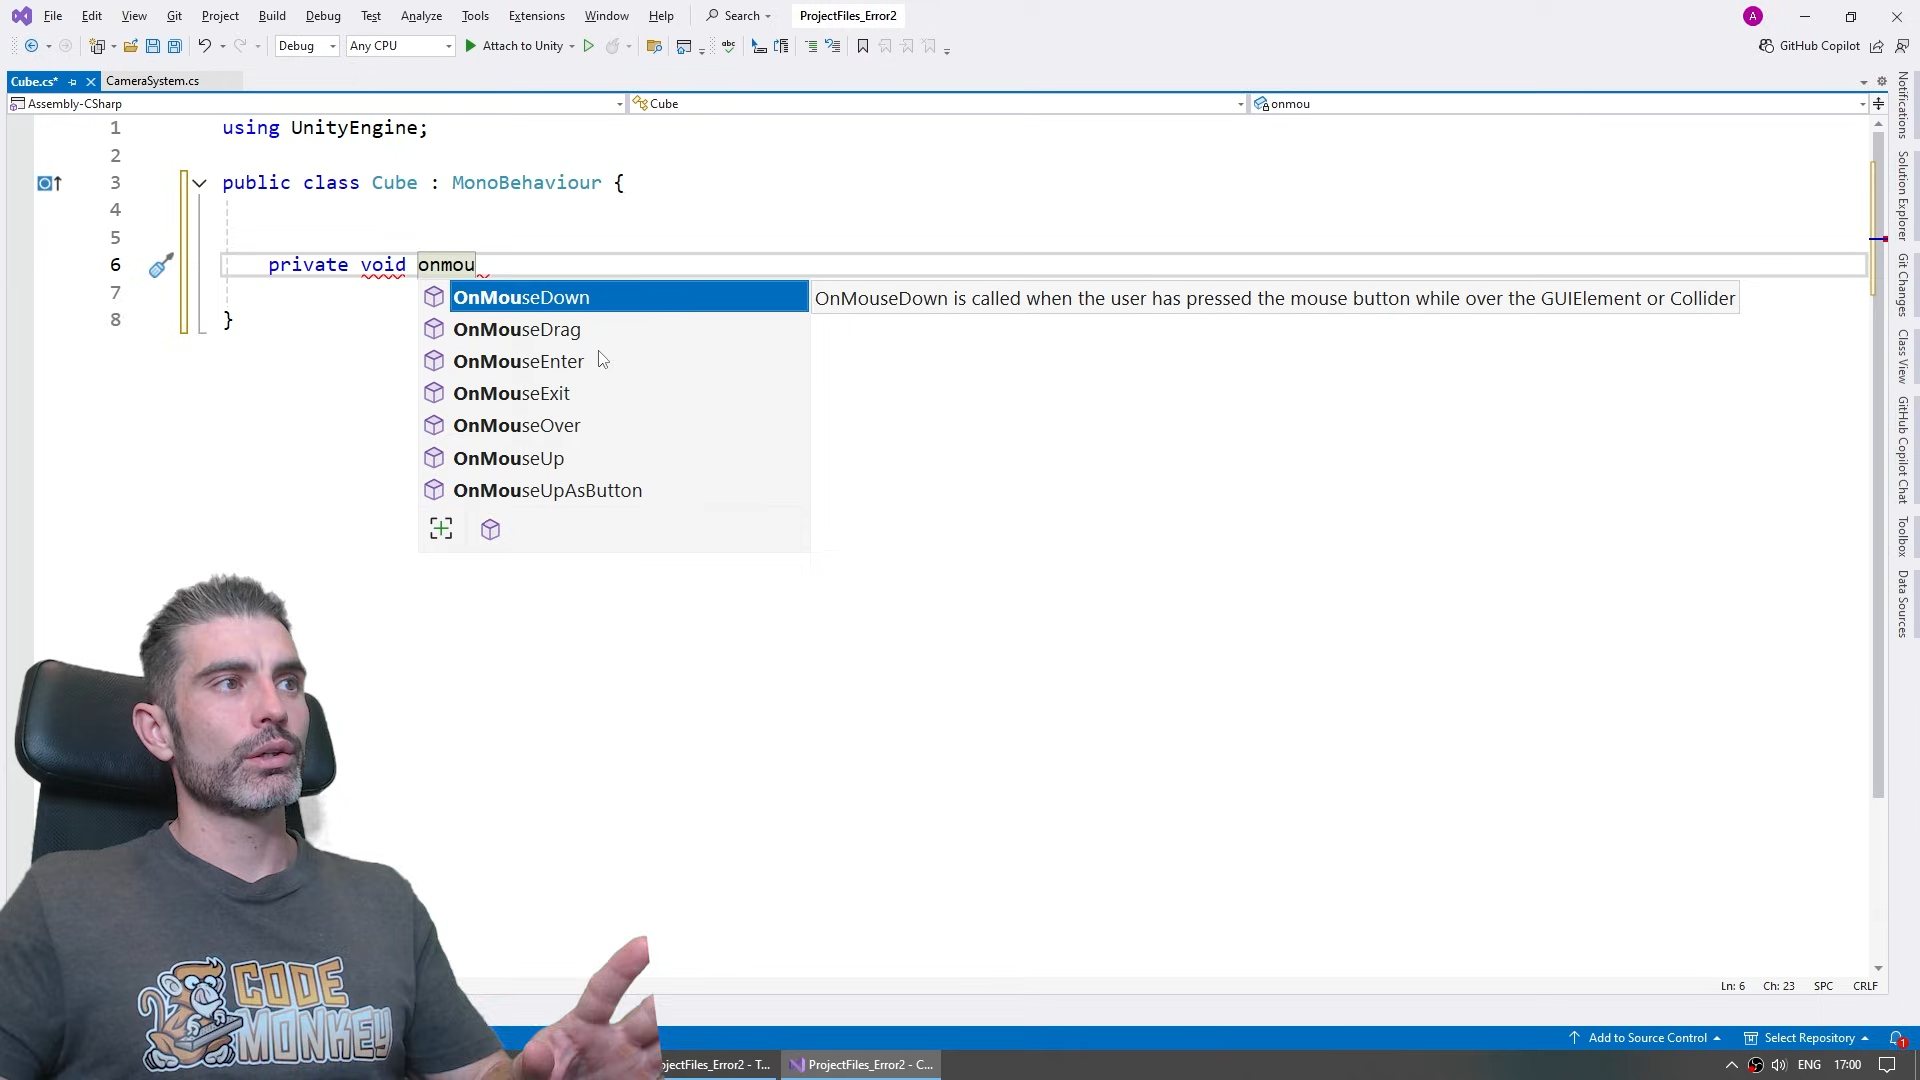 File Edit View Git Project Build Debug Test Analyze Tools Extensions Window Help Search ProjectFiles_Error2
A
Debug Any CPU Attach to Unity GitHub Copilot
Cube.cs* CameraSystem.cs
Assembly-CSharp Cube onmou
1 using UnityEngine;
2
3 public class Cube : MonoBehaviour {
4
5
6 private void onmou
7
8 }
OnMouseDown
OnMouseDown is called when the user has pressed the mouse button while over the GUIElement or Collider
OnMouseDrag
OnMouseEnter
OnMouseExit
OnMouseOver
OnMouseUp
OnMouseUpAsButton
Notifications
Solution Explorer
Git Changes
Class View
GitHub Copilot Chat
Toolbox
Data Sources
CODE
MONKEY
Ln: 6 Ch: 23 SPC CRLF
Add to Source Control Select Repository 1
ojectFiles_Error2 - T... ProjectFiles_Error2 - C... ENG 17:00